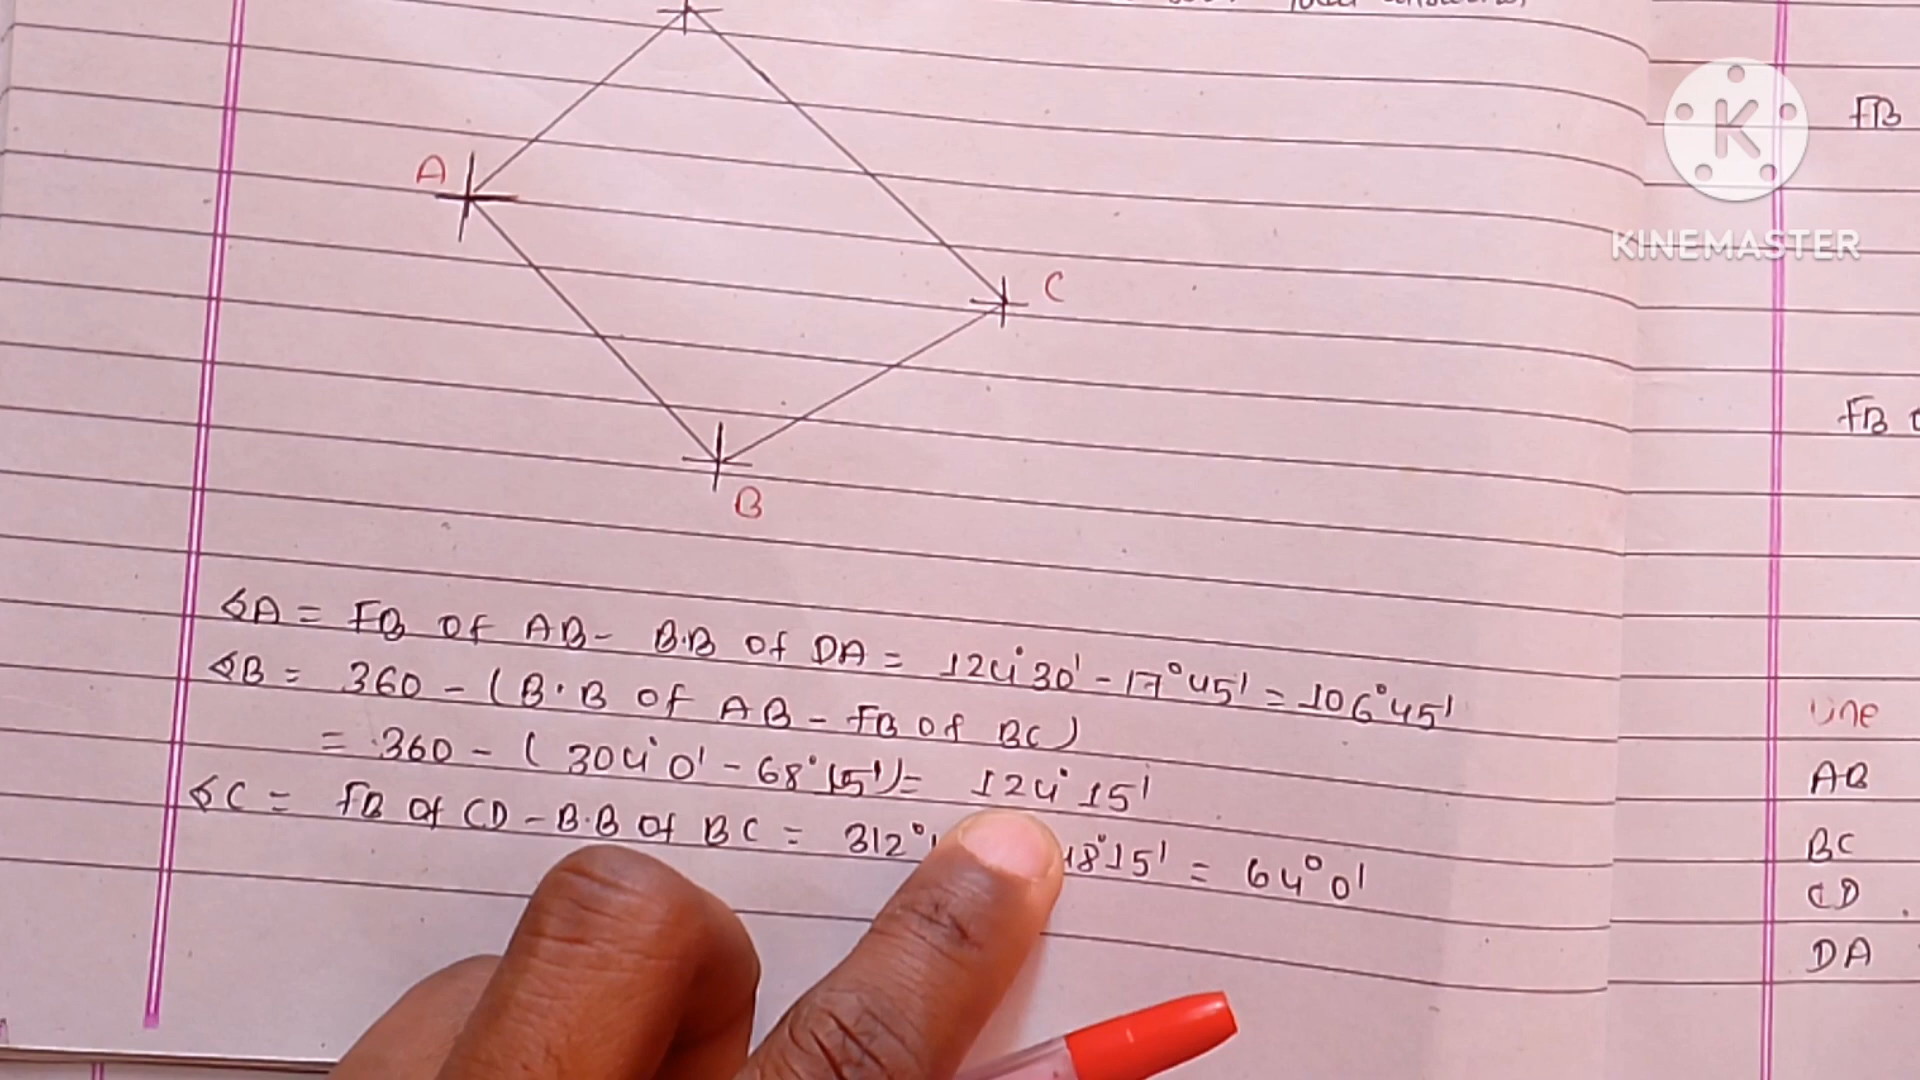 A
C
B
∢A = FB of AB - B.B of DA = 124°30' - 17°45' = 106°45'
∢B = 360 - (B.B of AB - FB of BC)
= 360 - (304°0' - 68°15') = 124°15'
∢C = FB of CD - B.B of BC = 312° 48°15' = 64°0'
KINEMASTER
FB
FB
Line
AB
BC
CD
DA